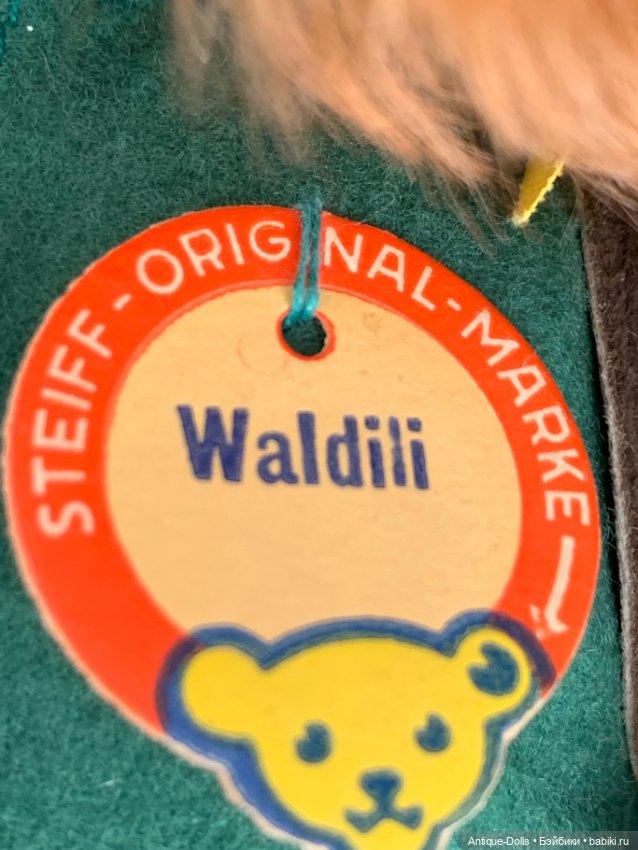 STEIFF-ORIGINAL-MARKE
Waldili
Antique-Dolls • Бэйбики • babiki.ru